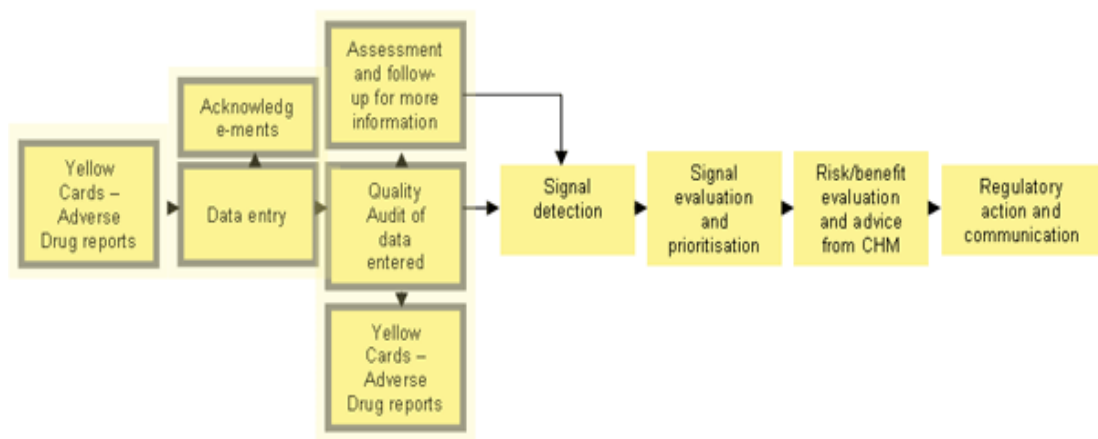 Yellow
Cards –
Adverse
Drug reports
Acknowledg
e-ments
Data entry
Assessment
and follow-
up for more
information
Quality
Audit of
data
entered
Yellow
Cards –
Adverse
Drug reports
Signal
detection
Signal
evaluation
and
prioritisation
Risk/benefit
evaluation
and advice
from CHM
Regulatory
action and
communication